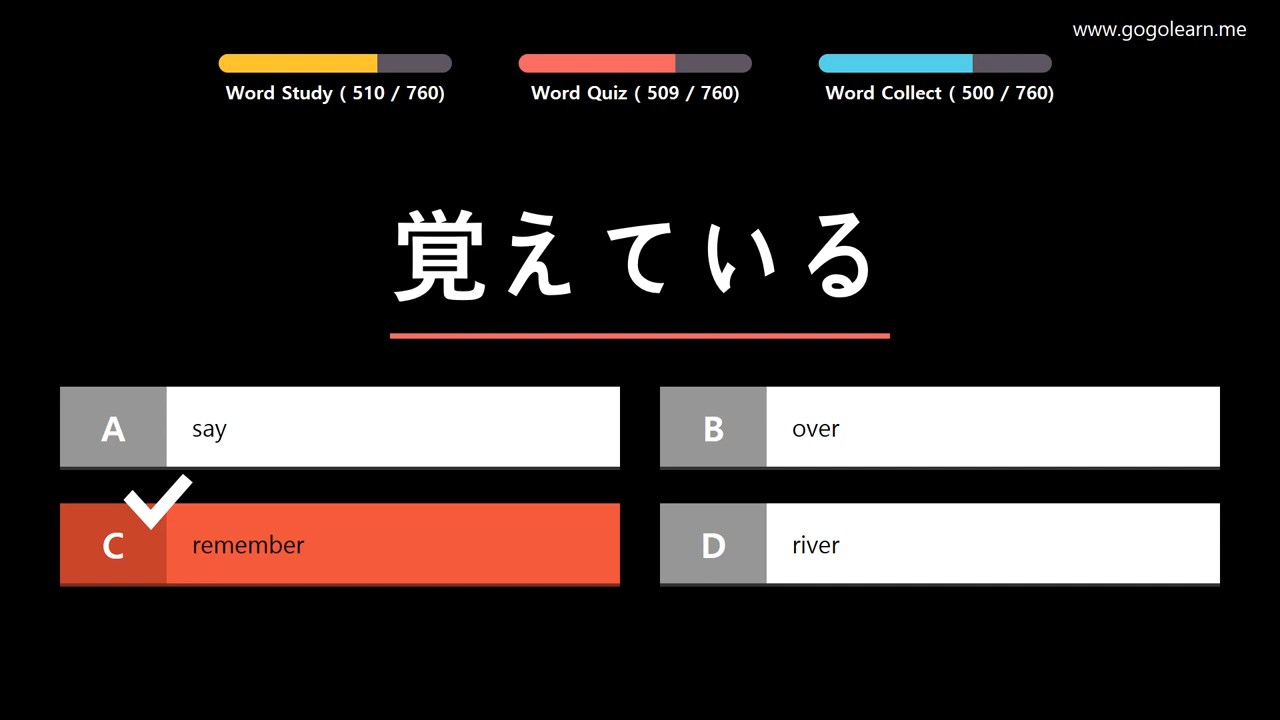 www.gogolearn.me
Word Study ( 510 / 760)
Word Quiz ( 509 / 760)
Word Collect ( 500 / 760)
覚えている
A say
B over
C remember
D river